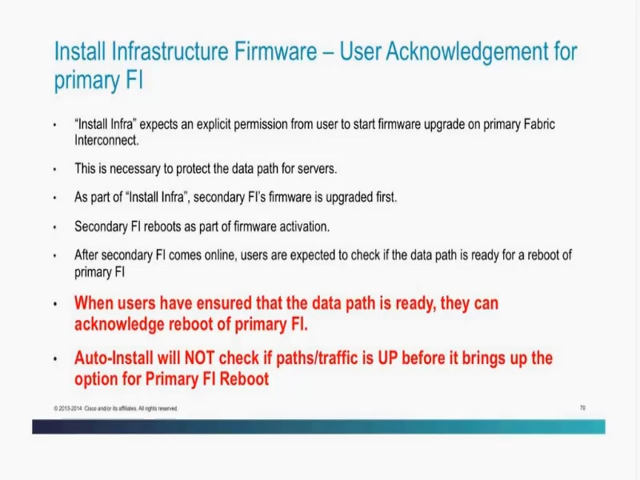 Install Infrastructure Firmware – User Acknowledgement for
primary FI
• “Install Infra” expects an explicit permission from user to start firmware upgrade on primary Fabric
Interconnect.
• This is necessary to protect the data path for servers.
• As part of “Install Infra”, secondary FI’s firmware is upgraded first.
• Secondary FI reboots as part of firmware activation.
• After secondary FI comes online, users are expected to check if the data path is ready for a reboot of
primary FI
• When users have ensured that the data path is ready, they can
acknowledge reboot of primary FI.
• Auto-Install will NOT check if paths/traffic is UP before it brings up the
option for Primary FI Reboot
© 2013-2014 Cisco and/or its affiliates. All rights reserved.
70